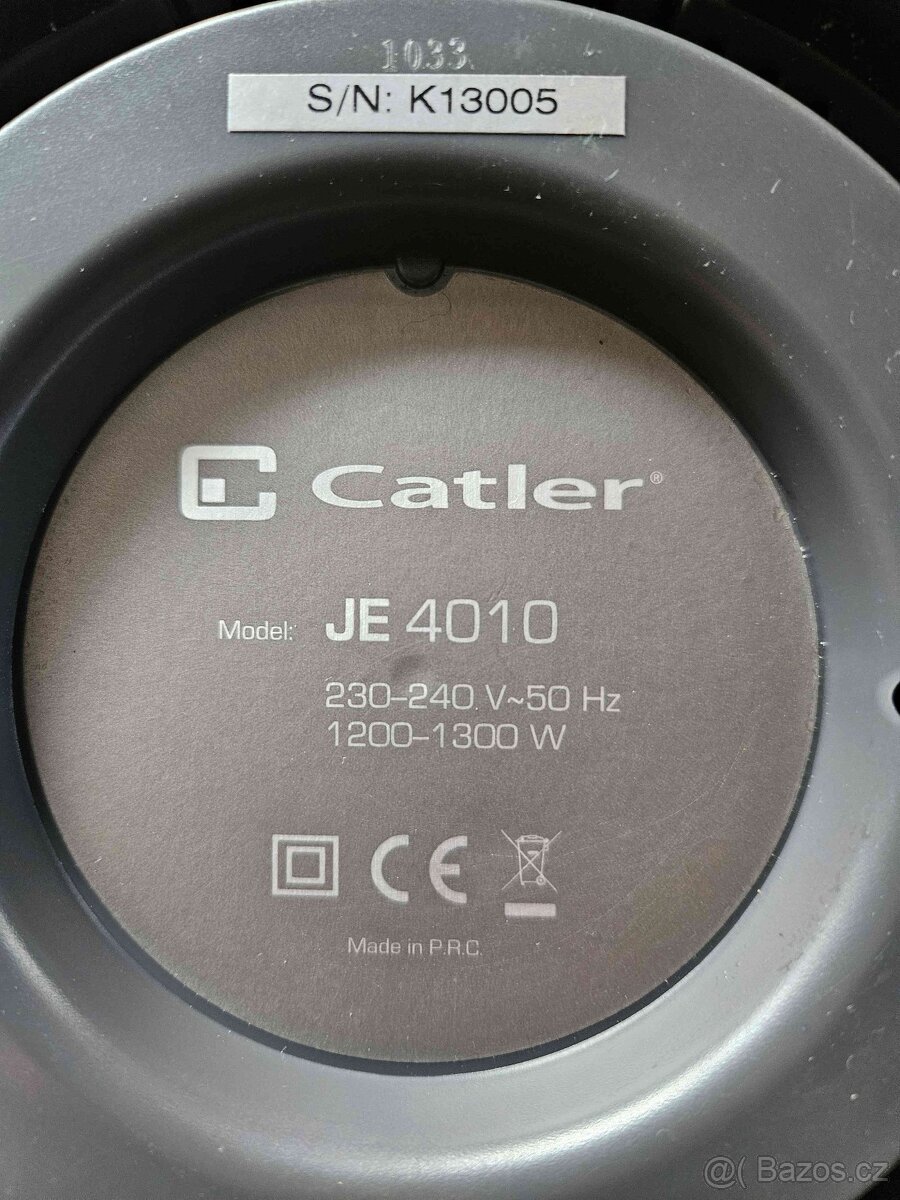 1033
S/N: K13005
Catler®
Model: JE 4010
230–240 V~50 Hz
1200–1300 W
CE
Made in P.R.C.
@( Bazos.cz